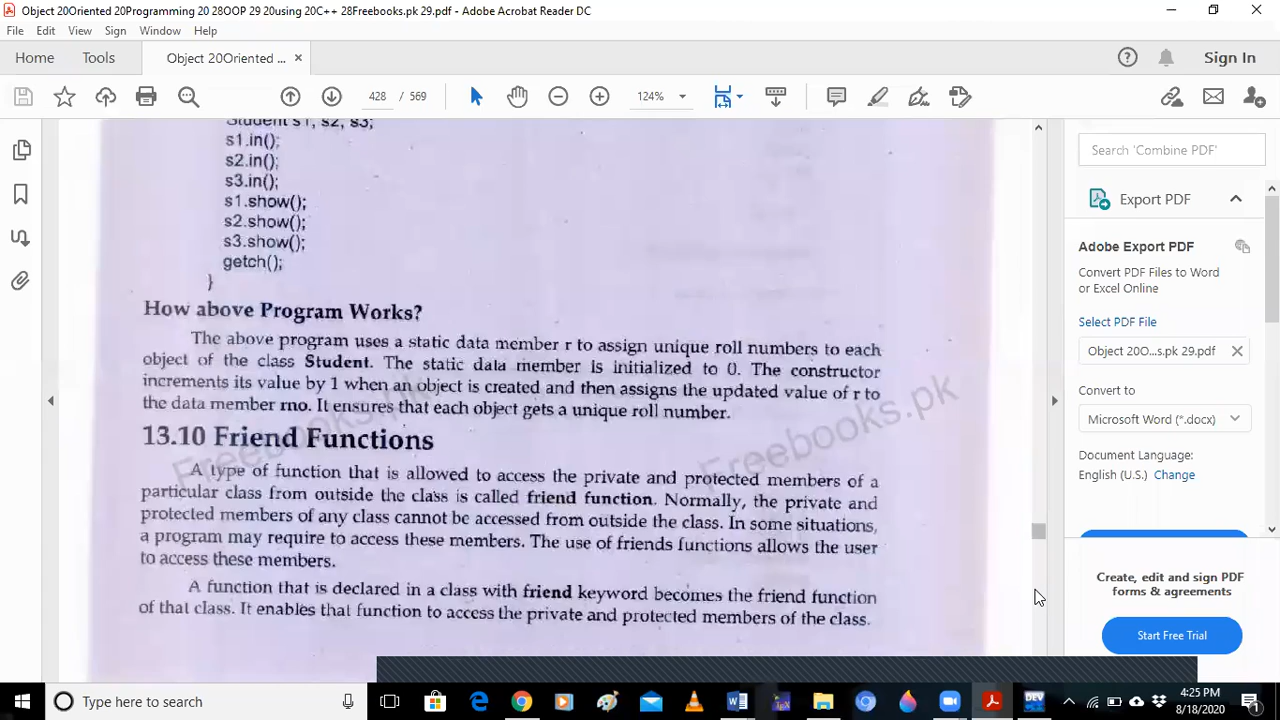 Object 20Oriented 20Programming 20 28OOP 29 20using 20C++ 28Freebooks.pk 29.pdf - Adobe Acrobat Reader DC
File Edit View Sign Window Help
Home Tools Object 20Oriented ... × Sign In
428 / 569 124%
Student s1, s2, s3;
s1.in();
s2.in();
s3.in();
s1.show();
s2.show();
s3.show();
getch();
}
How above Program Works?
The above program uses a static data member r to assign unique roll numbers to each
object of the class Student. The static data member is initialized to 0. The constructor
increments its value by 1 when an object is created and then assigns the updated value of r to
the data member rno. It ensures that each object gets a unique roll number.
13.10 Friend Functions
A type of function that is allowed to access the private and protected members of a
particular class from outside the class is called friend function. Normally, the private and
protected members of any class cannot be accessed from outside the class. In some situations,
a program may require to access these members. The use of friends functions allows the user
to access these members.
A function that is declared in a class with friend keyword becomes the friend function
of that class. It enables that function to access the private and protected members of the class.
Freebooks.pk
Freebooks.pk
Search 'Combine PDF'
Export PDF
Adobe Export PDF
Convert PDF Files to Word
or Excel Online
Select PDF File
Object 20O...s.pk 29.pdf
Convert to
Microsoft Word (*.docx)
Document Language:
English (U.S.) Change
Create, edit and sign PDF
forms & agreements
Start Free Trial
Type here to search
DEV
4:25 PM
8/18/2020